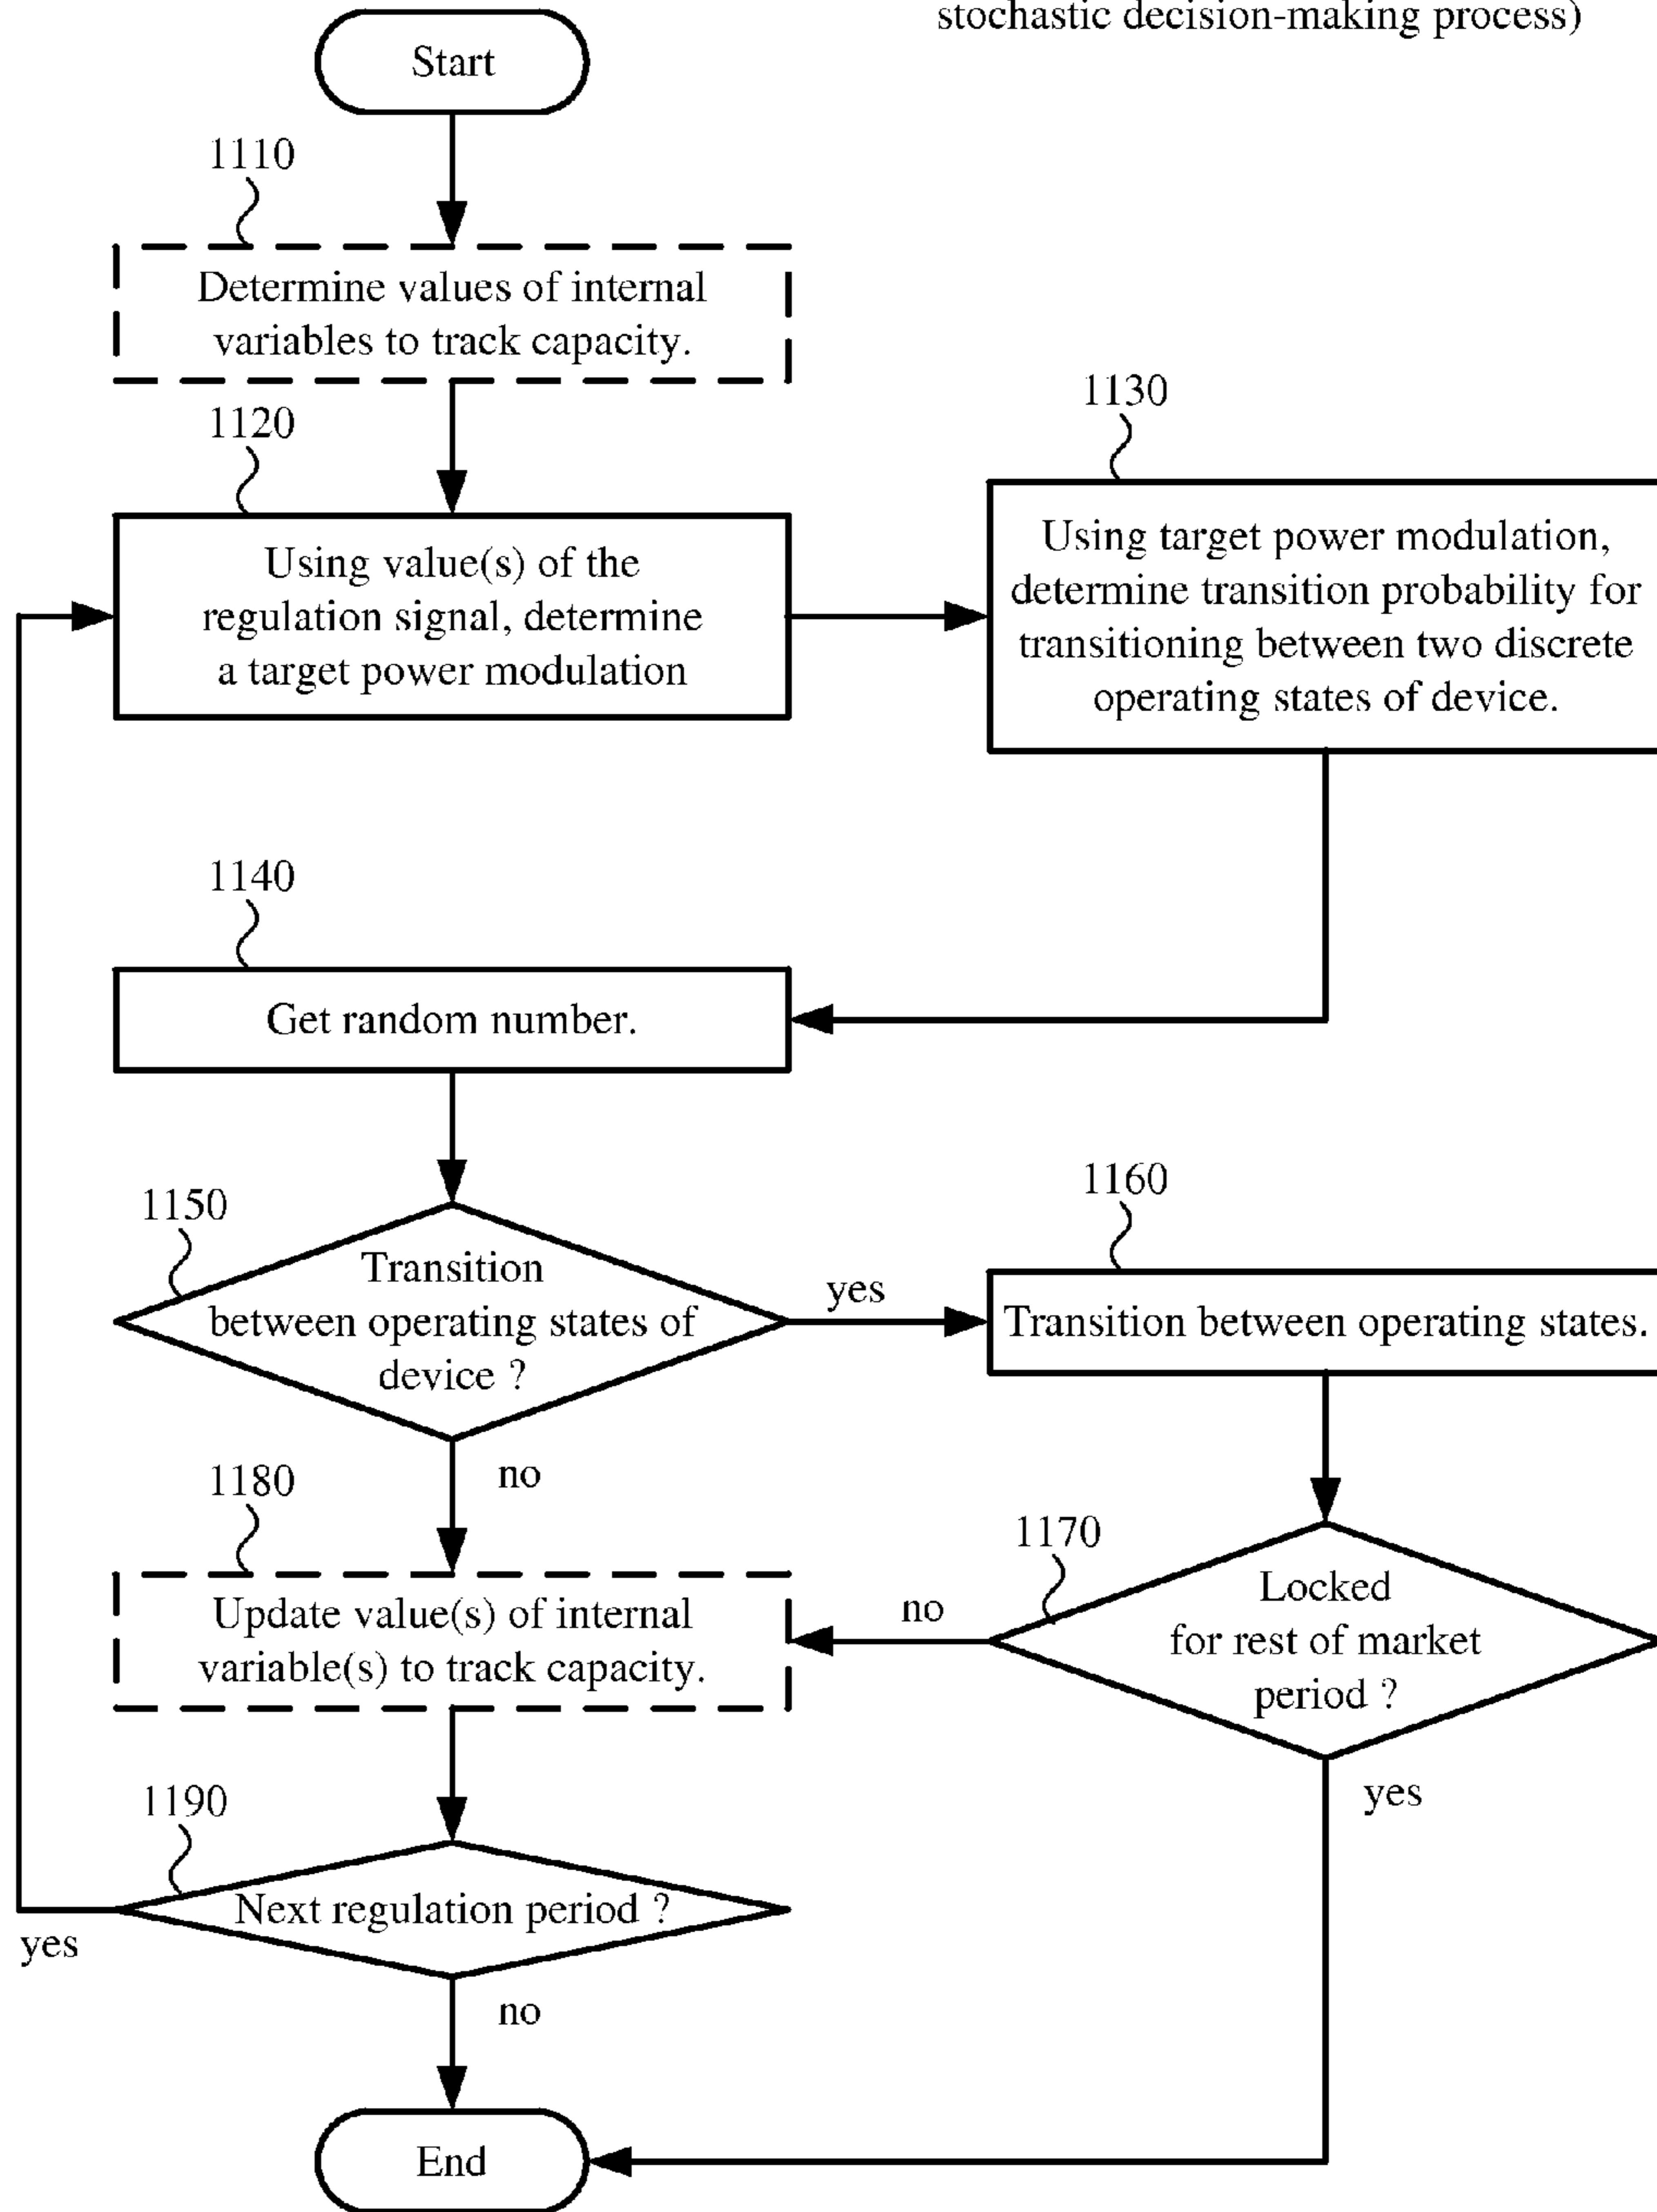 stochastic decision-making process)
Start
1110
Determine values of internal
variables to track capacity.
1120
Using value(s) of the
regulation signal, determine
a target power modulation
1130
Using target power modulation,
determine transition probability for
transitioning between two discrete
operating states of device.
1140
Get random number.
1150
Transition
between operating states of
device ?
yes
1160
Transition between operating states.
no
1170
Locked
for rest of market
period ?
no
yes
1180
Update value(s) of internal
variable(s) to track capacity.
1190
Next regulation period ?
yes
no
End